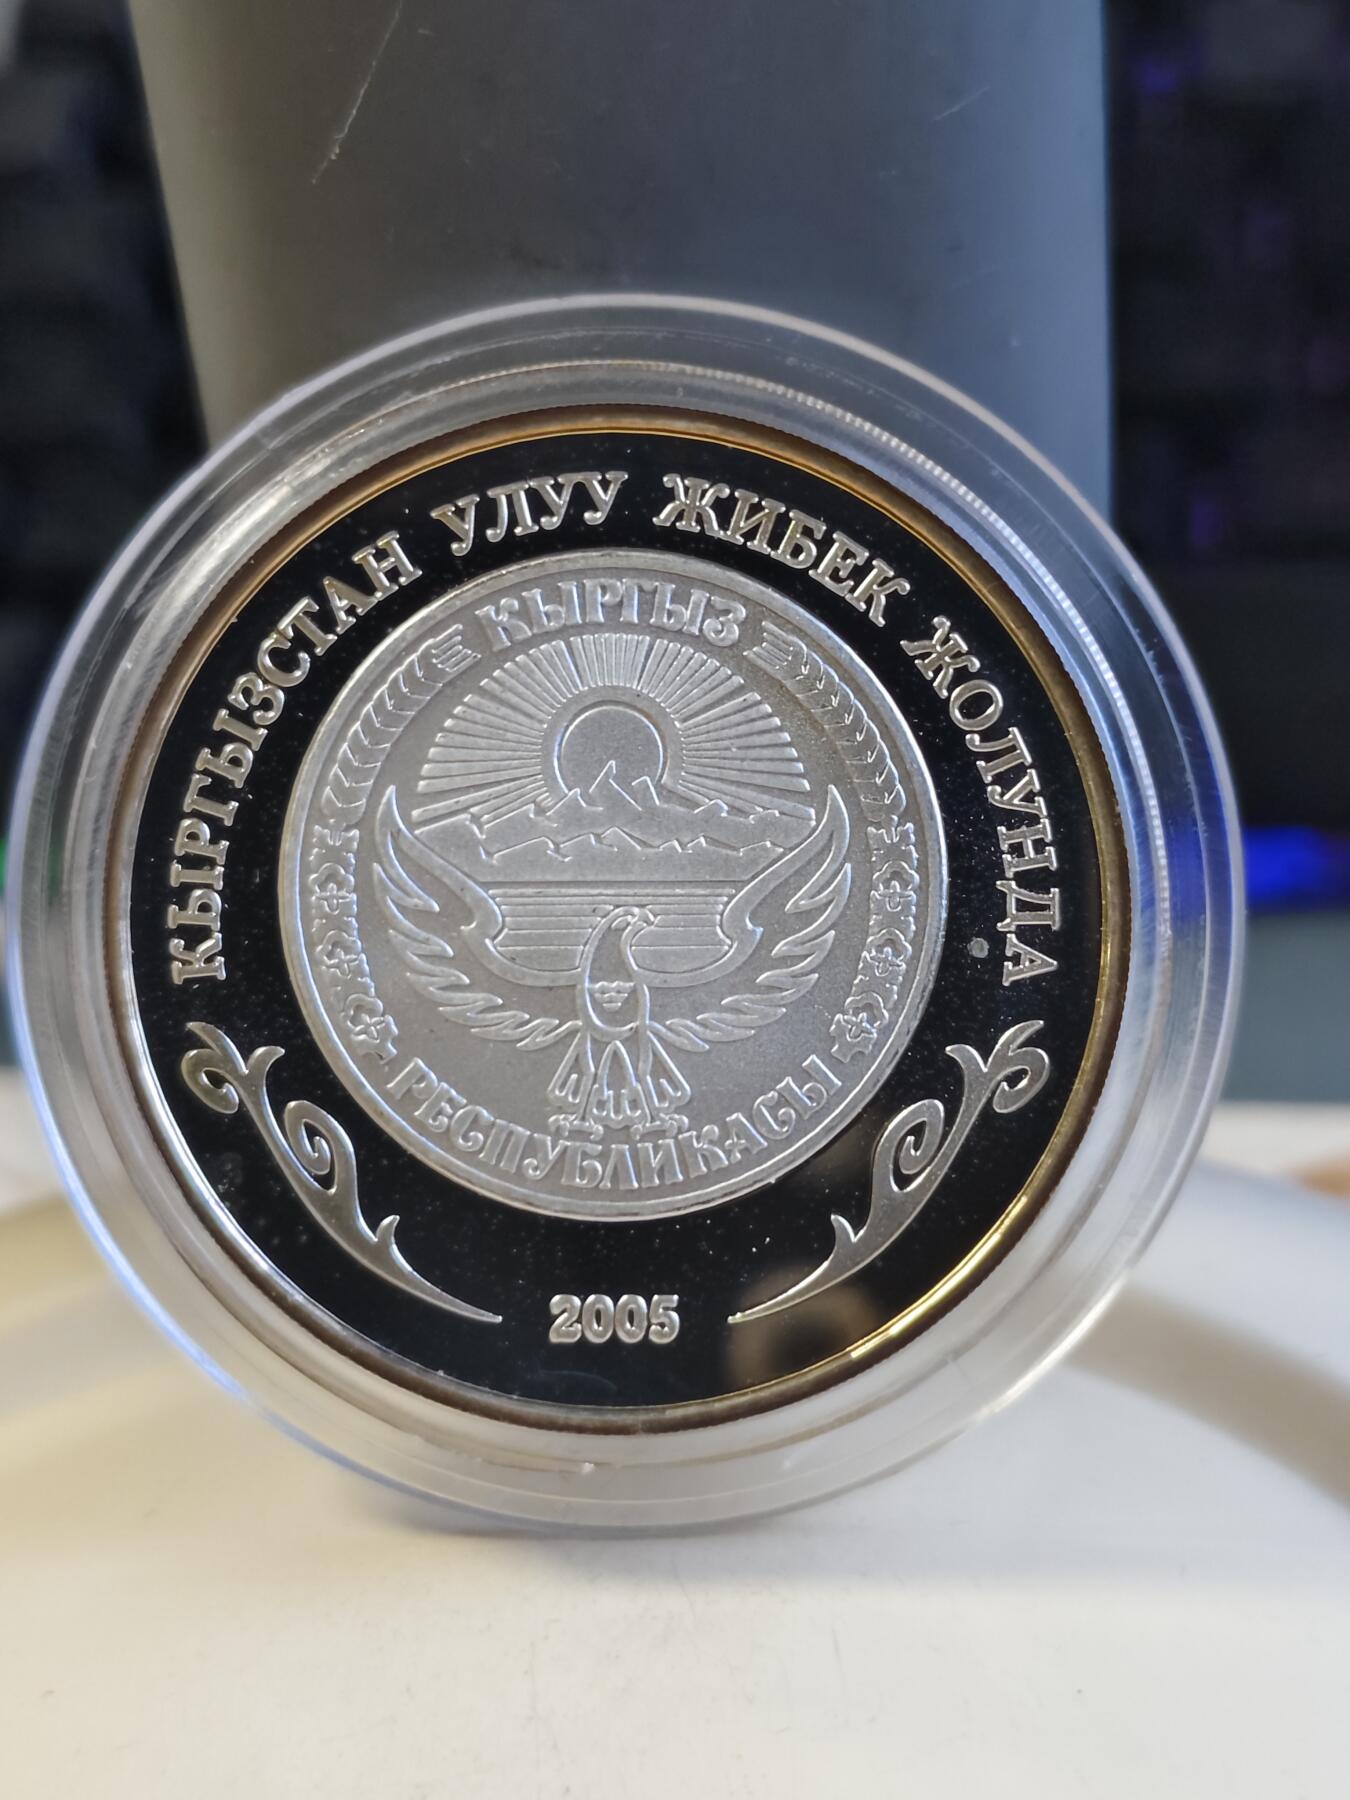 КЫРГЫЗСТАН УЛУУ ЖИБЕК ЖОЛУНДА
КЫРГЫЗ
РЕСПУБЛИКАСЫ
2005